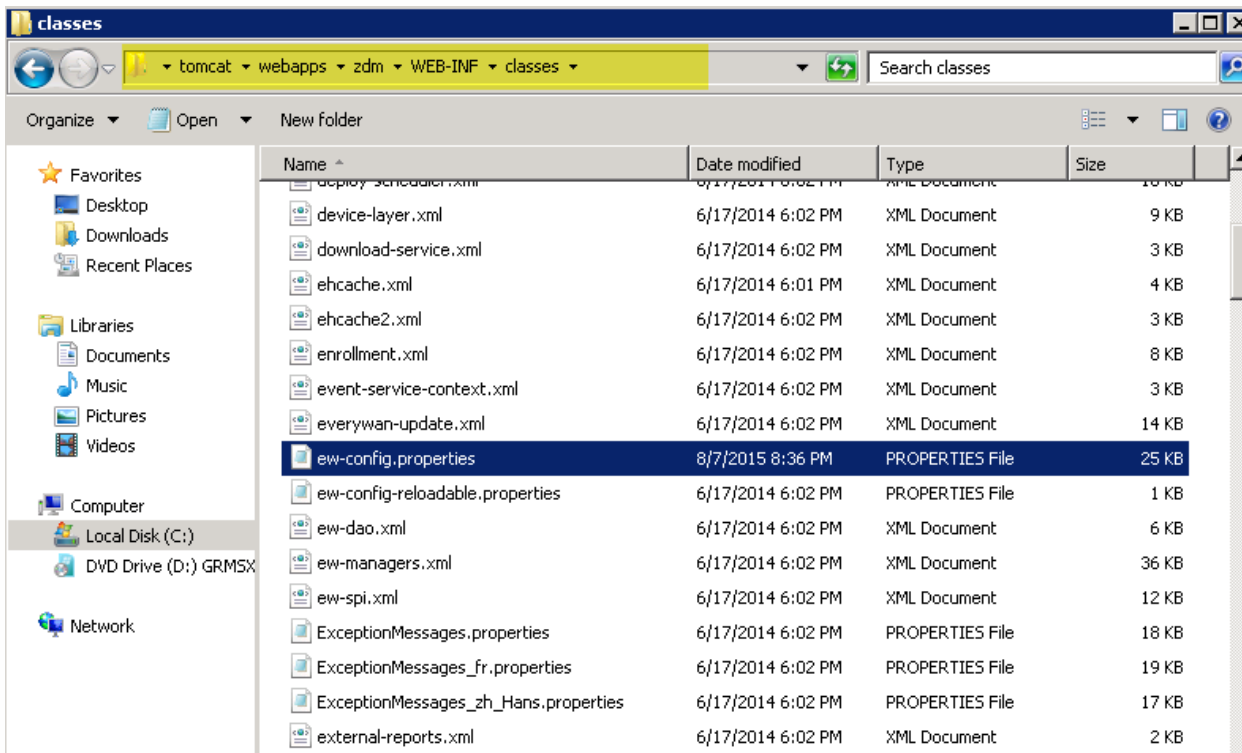 classes
tomcat webapps zdm WEB-INF classes
Search classes
Organize Open New folder
Name Date modified Type Size
deploy-scheduler.xml 6/17/2014 6:02 PM XML Document
Favorites
Desktop
Downloads
Recent Places
Libraries
Documents
Music
Pictures
Videos
Computer
Local Disk (C:)
DVD Drive (D:) GRMSX
Network
device-layer.xml 6/17/2014 6:02 PM XML Document 9 KB
download-service.xml 6/17/2014 6:02 PM XML Document 3 KB
ehcache.xml 6/17/2014 6:01 PM XML Document 4 KB
ehcache2.xml 6/17/2014 6:02 PM XML Document 3 KB
enrollment.xml 6/17/2014 6:02 PM XML Document 8 KB
event-service-context.xml 6/17/2014 6:02 PM XML Document 3 KB
everywan-update.xml 6/17/2014 6:02 PM XML Document 14 KB
ew-config.properties 8/7/2015 8:36 PM PROPERTIES File 25 KB
ew-config-reloadable.properties 6/17/2014 6:02 PM PROPERTIES File 1 KB
ew-dao.xml 6/17/2014 6:02 PM XML Document 6 KB
ew-managers.xml 6/17/2014 6:02 PM XML Document 36 KB
ew-spi.xml 6/17/2014 6:02 PM XML Document 12 KB
ExceptionMessages.properties 6/17/2014 6:02 PM PROPERTIES File 18 KB
ExceptionMessages_fr.properties 6/17/2014 6:02 PM PROPERTIES File 19 KB
ExceptionMessages_zh_Hans.properties 6/17/2014 6:02 PM PROPERTIES File 17 KB
external-reports.xml 6/17/2014 6:02 PM XML Document 2 KB